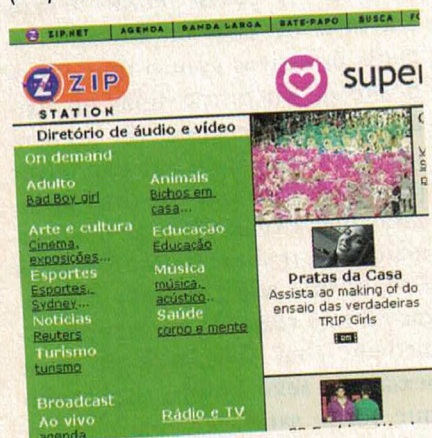 ZIP.NET AGENDA BANDA LARGA BATE-PAPO BUSCA
Z ZIP
STATION
super
Diretório de áudio e vídeo
On demand
Adulto
Bad Boy girl
Arte e cultura
Cinema,
exposições...
Esportes
Esportes,
Sydney...
Notícias
Reuters
Turismo
turismo
Animais
Bichos em
casa...
Educação
Educação
Música
música,
acústico..
Saúde
corpo e mente
Broadcast
Ao vivo
agenda
Rádio e TV
Pratas da Casa
Assista ao making of do
ensaio das verdadeiras
TRIP Girls